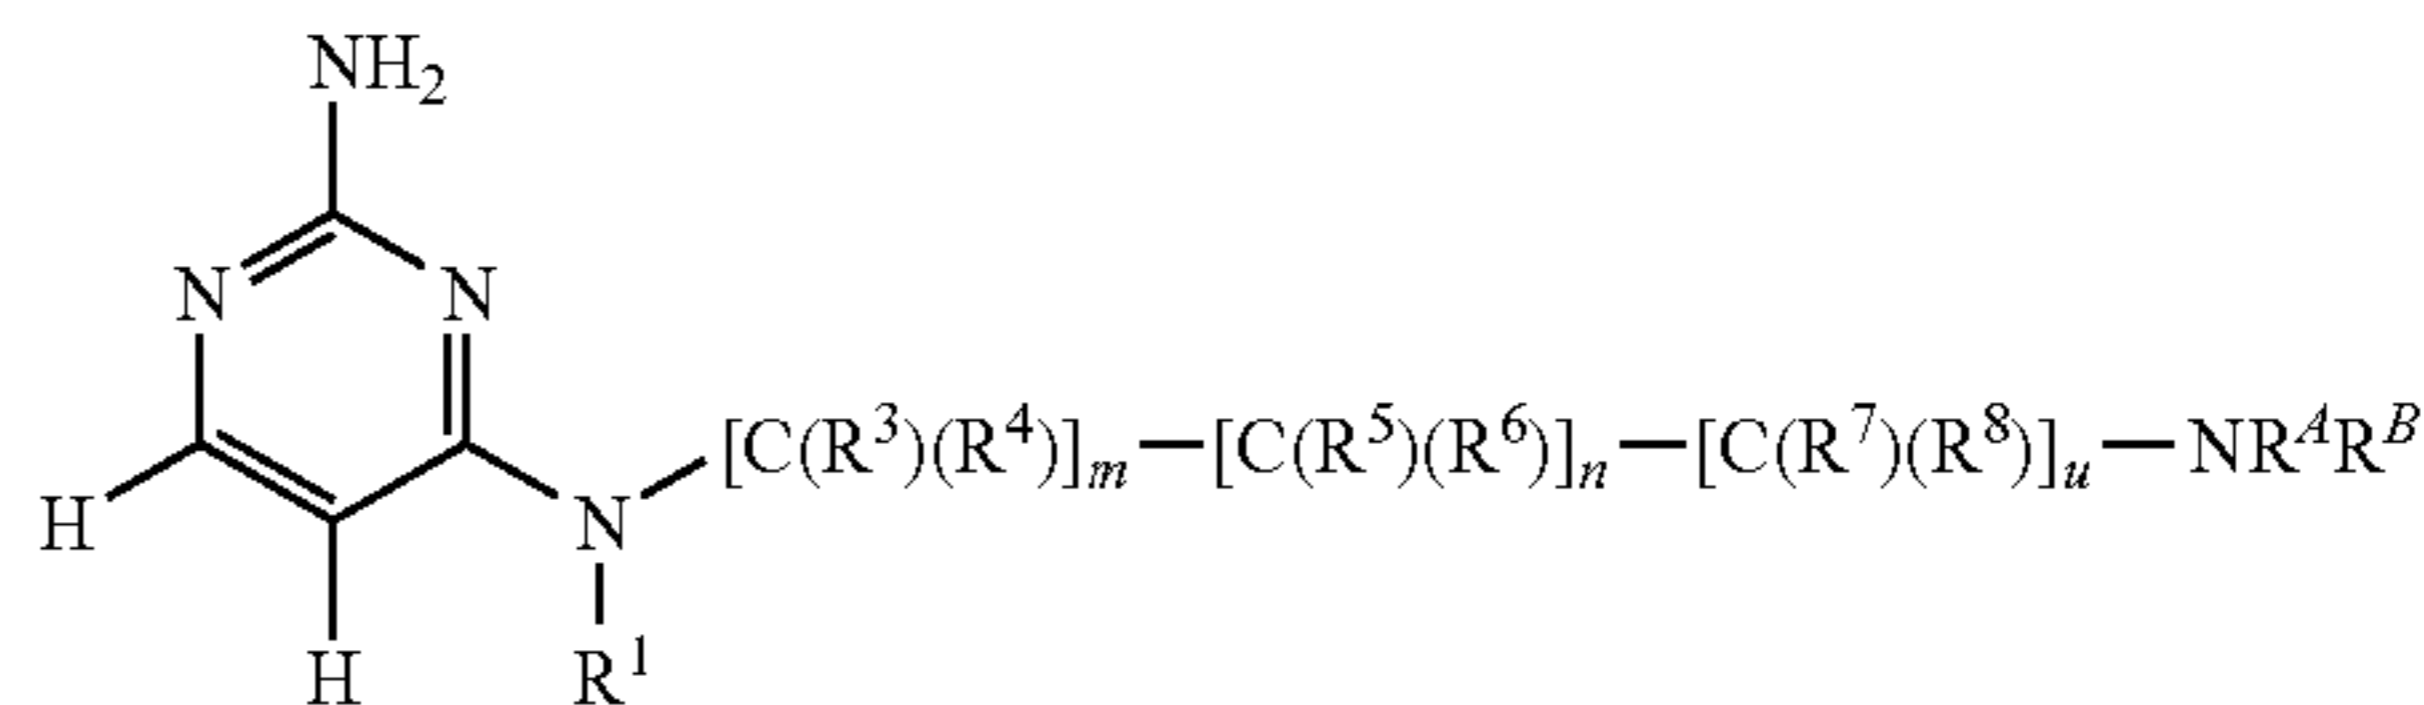 NH2
N N
[C(R3)(R4)]m—[C(R5)(R6)]n—[C(R7)(R8)]u—NRARB
H N
H R1